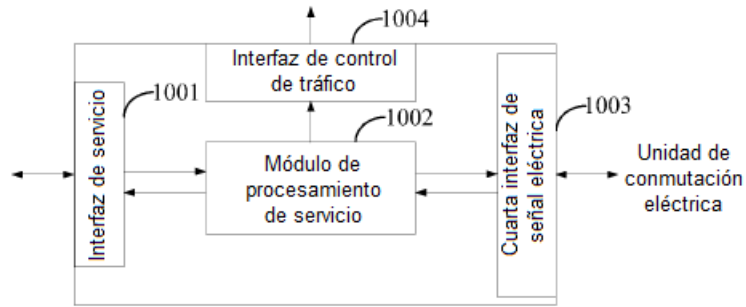 1004
Interfaz de control
de tráfico
1001
Interfaz de servicio
1002
Módulo de
procesamiento
de servicio
1003
Cuarta interfaz de
señal eléctrica
Unidad de
conmutación
eléctrica